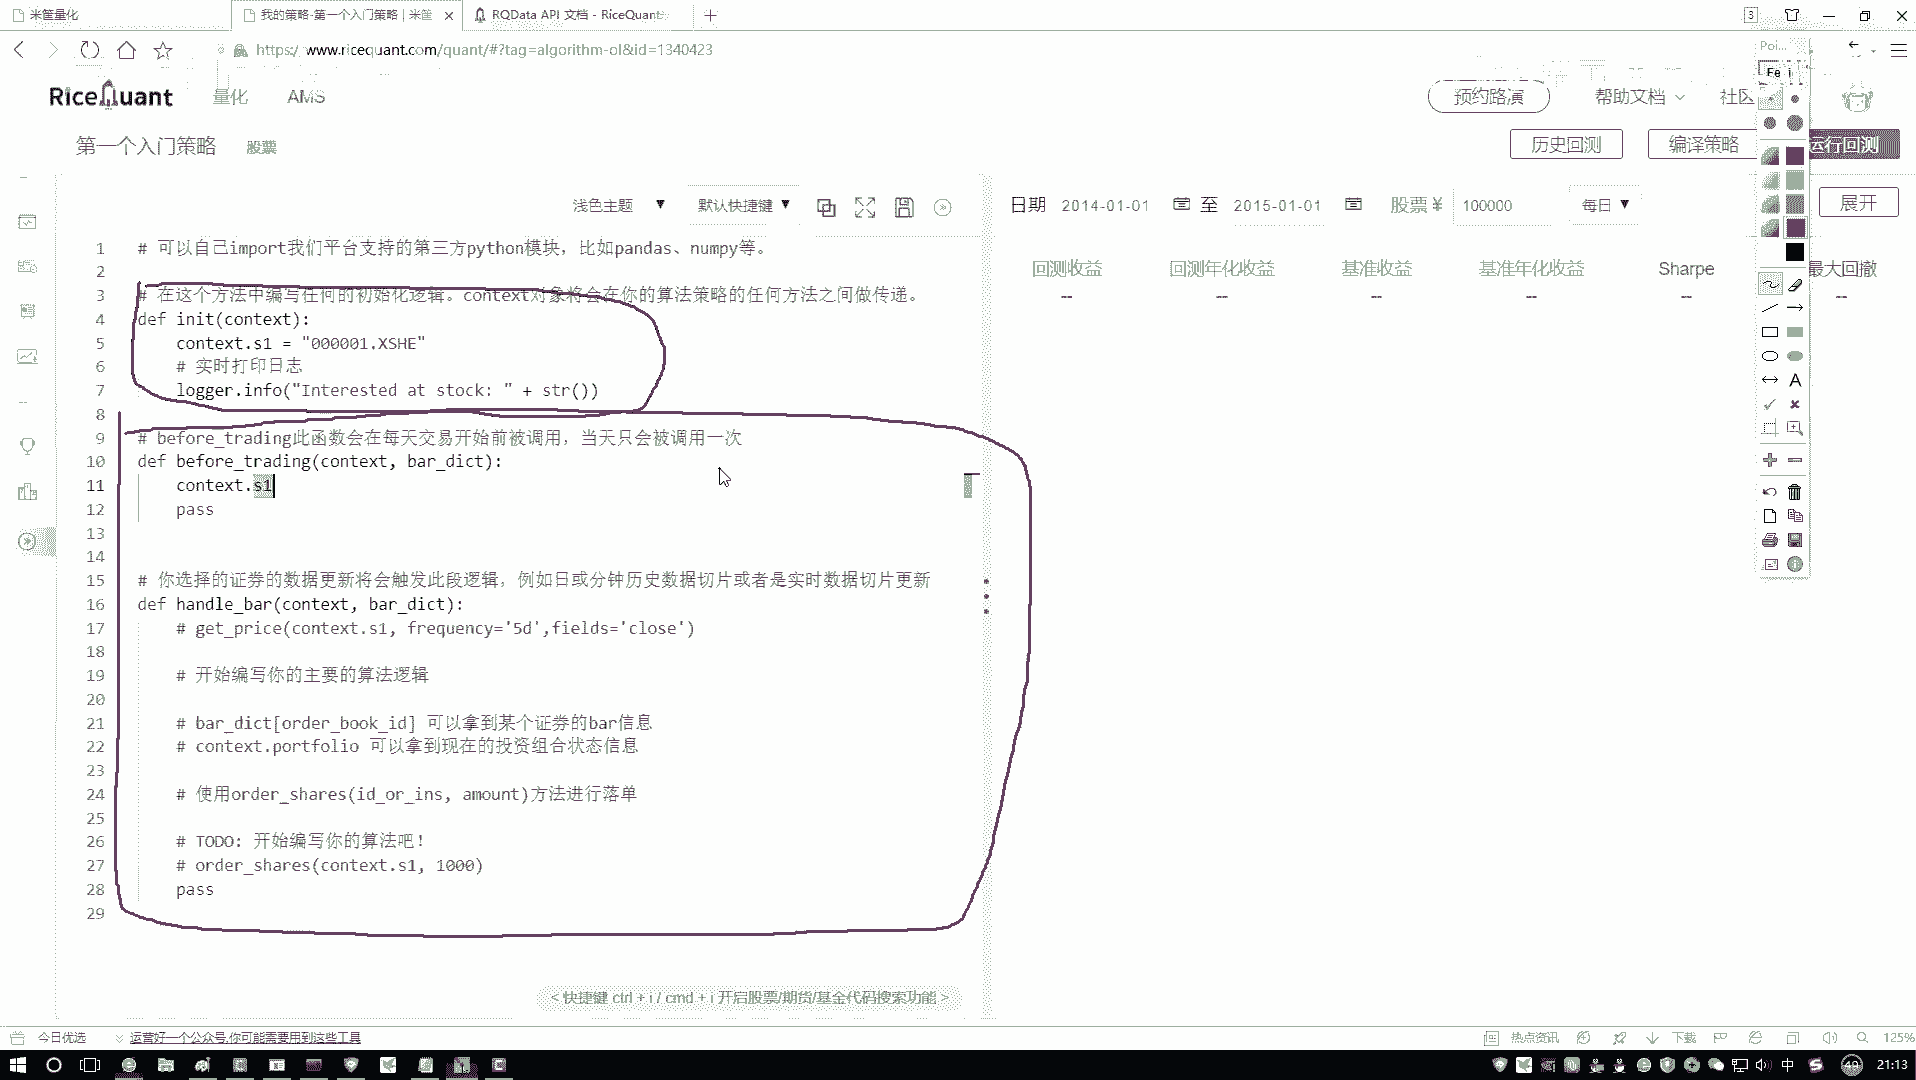 米筐量化
我的策略-第一个入门策略 | 米筐
RQData API 文档 - RiceQuant
3
https://www.ricequant.com/quant/#?tag=algorithm-ol&id=1340423
RiceQuant
量化
AMS
预约路演
帮助文档
社区
第一个入门策略
股票
历史回测
编译策略
运行回测
浅色主题
默认快捷键
日期 2014-01-01 至 2015-01-01 股票 ¥ 100000 每日
展开
回测收益 回测年化收益 基准收益 基准年化收益 Sharpe 最大回撤
-- -- -- -- -- --
1 # 可以自己import我们平台支持的第三方python模块，比如pandas、numpy等。
2
3 # 在这个方法中编写任何的初始化逻辑。context对象将会在你的算法策略的任何方法之间做传递。
4 def init(context):
5 context.s1 = "000001.XSHE"
6 # 实时打印日志
7 logger.info("Interested at stock: " + str())
8
9 # before_trading此函数会在每天交易开始前被调用，当天只会被调用一次
10 def before_trading(context, bar_dict):
11 context.s1
12 pass
13
14
15 # 你选择的证券的数据更新将会触发此段逻辑，例如日或分钟历史数据切片或者是实时数据切片更新
16 def handle_bar(context, bar_dict):
17 # get_price(context.s1, frequency='5d',fields='close')
18
19 # 开始编写你的主要的算法逻辑
20
21 # bar_dict[order_book_id] 可以拿到某个证券的bar信息
22 # context.portfolio 可以拿到现在的投资组合状态信息
23
24 # 使用order_shares(id_or_ins, amount)方法进行落单
25
26 # TODO: 开始编写你的算法吧！
27 # order_shares(context.s1, 1000)
28 pass
29
< 快捷键 ctrl + i / cmd + i 开启股票/期货/基金代码搜索功能 >
Poi...
A
今日优选
运营好一个公众号,你可能需要用到这些工具
热点资讯
下载
125%
中
21:13